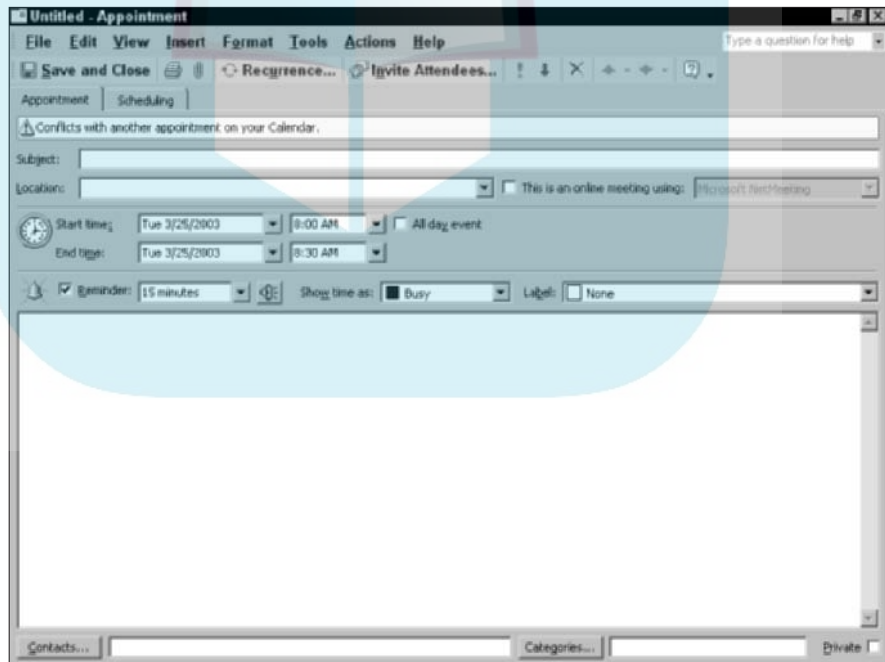 Untitled - Appointment
File Edit View Insert Format Tools Actions Help
Type a question for help
Save and Close Recurrence... Invite Attendees...
Appointment Scheduling
Conflicts with another appointment on your Calendar.
Subject:
Location: This is an online meeting using: Microsoft NetMeeting
Start time: Tue 3/25/2003 8:00 AM All day event
End time: Tue 3/25/2003 8:30 AM
Reminder: 15 minutes Show time as: Busy Label: None
Contacts... Categories... Private